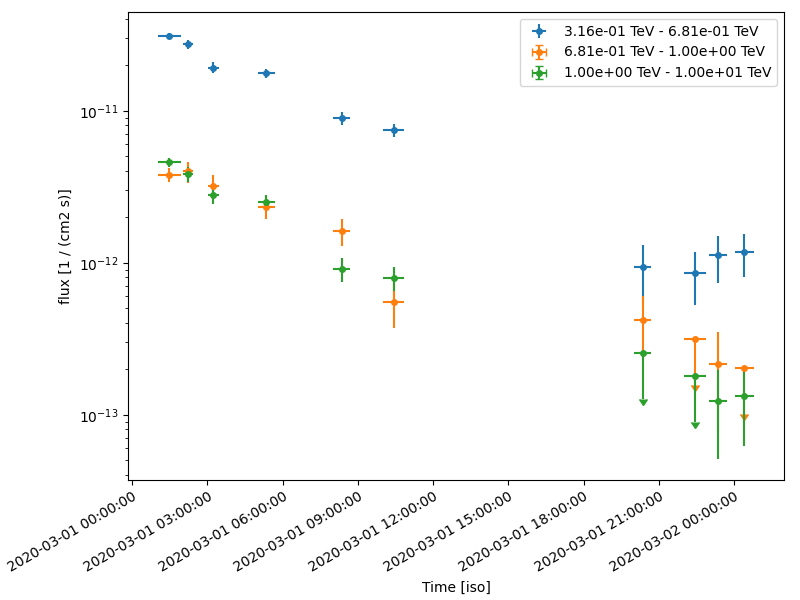 3.16e-01 TeV - 6.81e-01 TeV
6.81e-01 TeV - 1.00e+00 TeV
1.00e+00 TeV - 1.00e+01 TeV
flux [1 / (cm2 s)]
10⁻¹¹
10⁻¹²
10⁻¹³
2020-03-01 00:00:00
2020-03-01 03:00:00
2020-03-01 06:00:00
2020-03-01 09:00:00
2020-03-01 12:00:00
2020-03-01 15:00:00
2020-03-01 18:00:00
2020-03-01 21:00:00
2020-03-02 00:00:00
Time [iso]